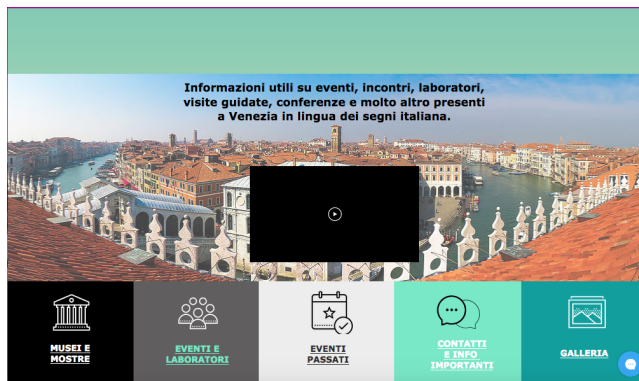 Informazioni utili su eventi, incontri, laboratori,
visite guidate, conferenze e molto altro presenti
a Venezia in lingua dei segni italiana.
MUSEI E
MOSTRE
EVENTI E
LABORATORI
EVENTI
PASSATI
CONTATTI
E INFO
IMPORTANTI
GALLERIA